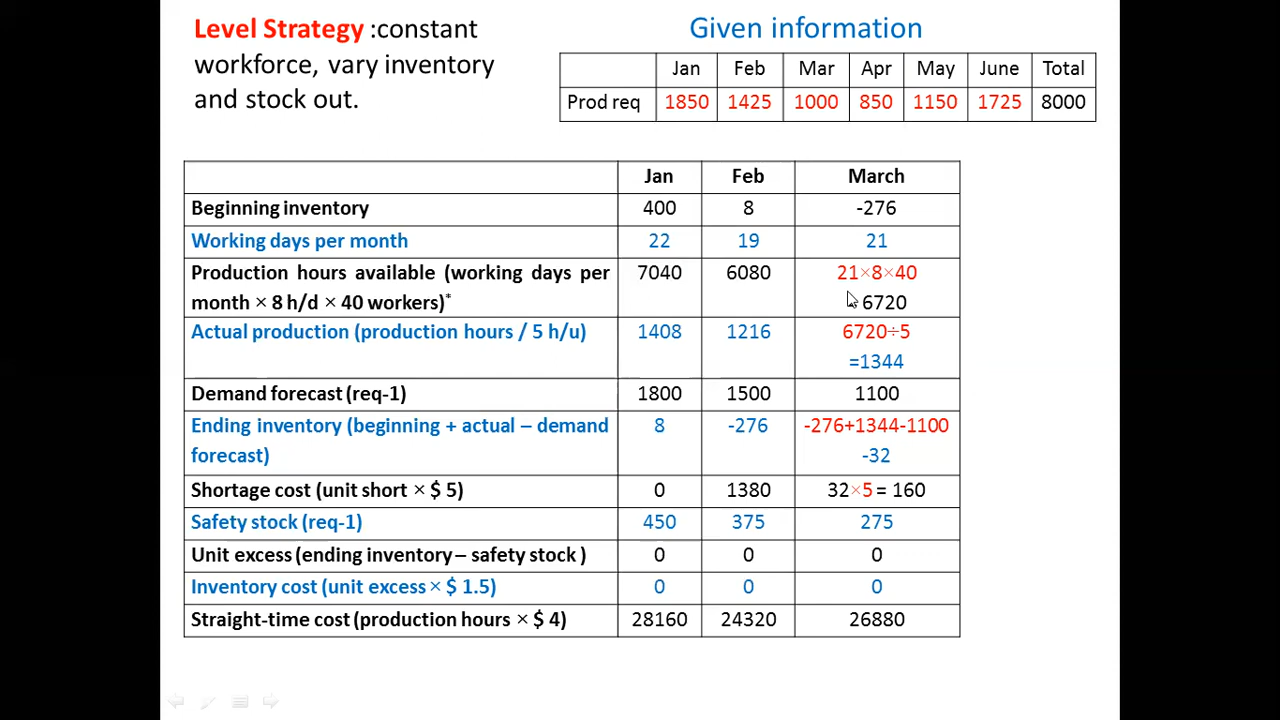 Level Strategy :constant
workforce, vary inventory
and stock out.
Given information
Jan Feb Mar Apr May June Total
Prod req 1850 1425 1000 850 1150 1725 8000
Jan Feb March
Beginning inventory 400 8 -276
Working days per month 22 19 21
Production hours available (working days per 7040 6080 21×8×40
month × 8 h/d × 40 workers)* 6720
Actual production (production hours / 5 h/u) 1408 1216 6720÷5
=1344
Demand forecast (req-1) 1800 1500 1100
Ending inventory (beginning + actual – demand 8 -276 -276+1344-1100
forecast) -32
Shortage cost (unit short × $ 5) 0 1380 32×5 = 160
Safety stock (req-1) 450 375 275
Unit excess (ending inventory – safety stock ) 0 0 0
Inventory cost (unit excess × $ 1.5) 0 0 0
Straight-time cost (production hours × $ 4) 28160 24320 26880